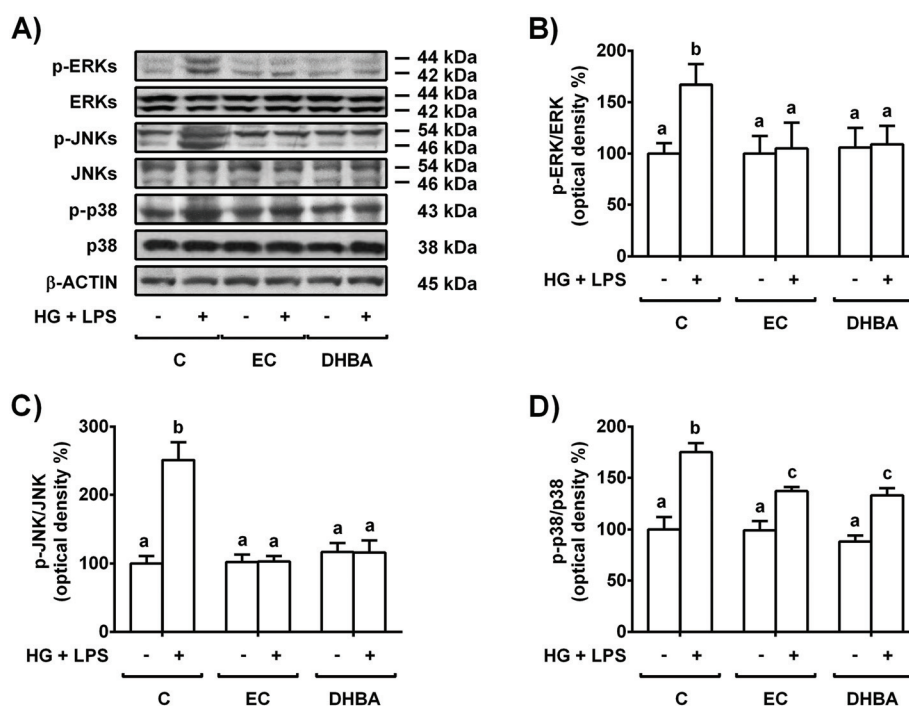 A)
p-ERKs
44 kDa
42 kDa
ERKs
44 kDa
42 kDa
p-JNKs
54 kDa
46 kDa
JNKs
54 kDa
46 kDa
p-p38
43 kDa
p38
38 kDa
β-ACTIN
45 kDa
HG + LPS - + - + - +
C EC DHBA
B)
p-ERK/ERK
(optical density %)
200
150
100
50
0
a b a a a a
HG + LPS - + - + - +
C EC DHBA
C)
p-JNK/JNK
(optical density %)
300
200
100
0
a b a a a a
HG + LPS - + - + - +
C EC DHBA
D)
p-p38/p38
(optical density %)
200
150
100
50
0
a b a c a c
HG + LPS - + - + - +
C EC DHBA